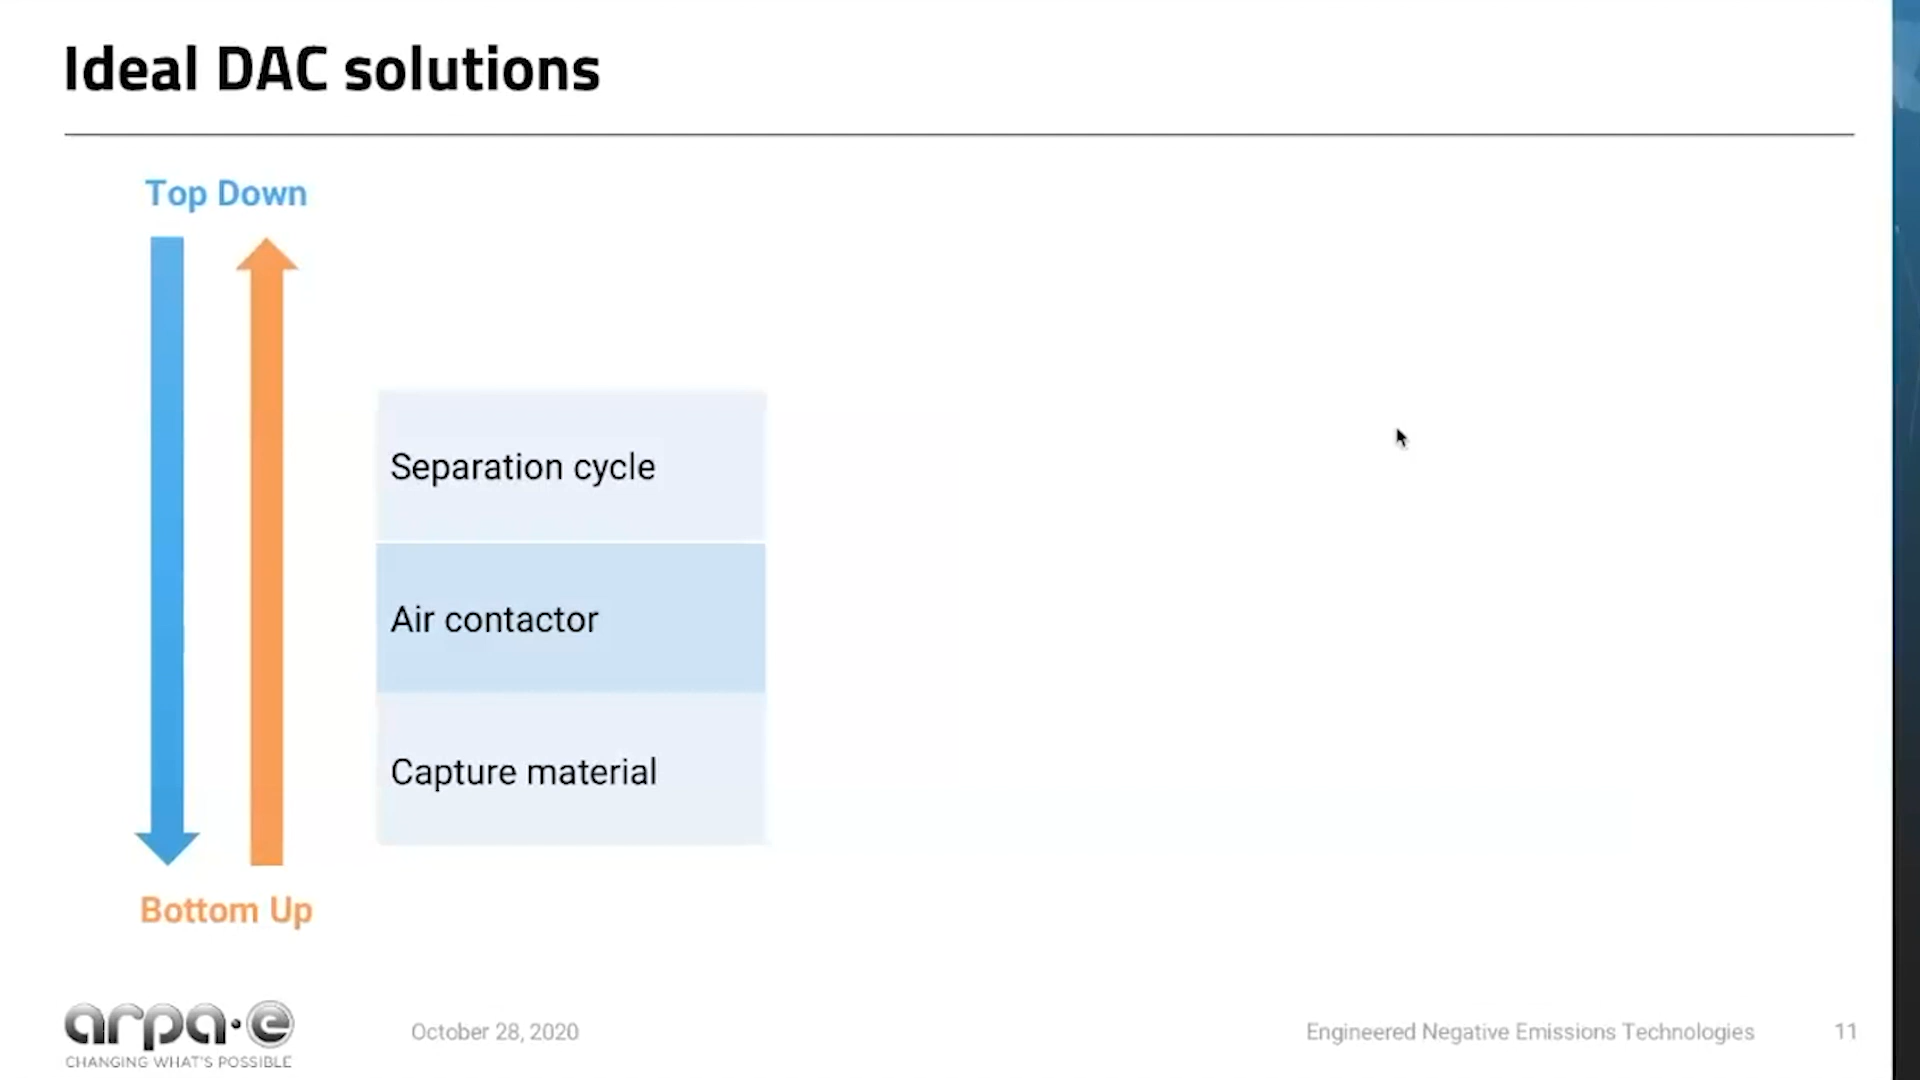 Ideal DAC solutions
Top Down
Separation cycle
Air contactor
Capture material
Bottom Up
arpa·e
CHANGING WHAT'S POSSIBLE
October 28, 2020
Engineered Negative Emissions Technologies
11